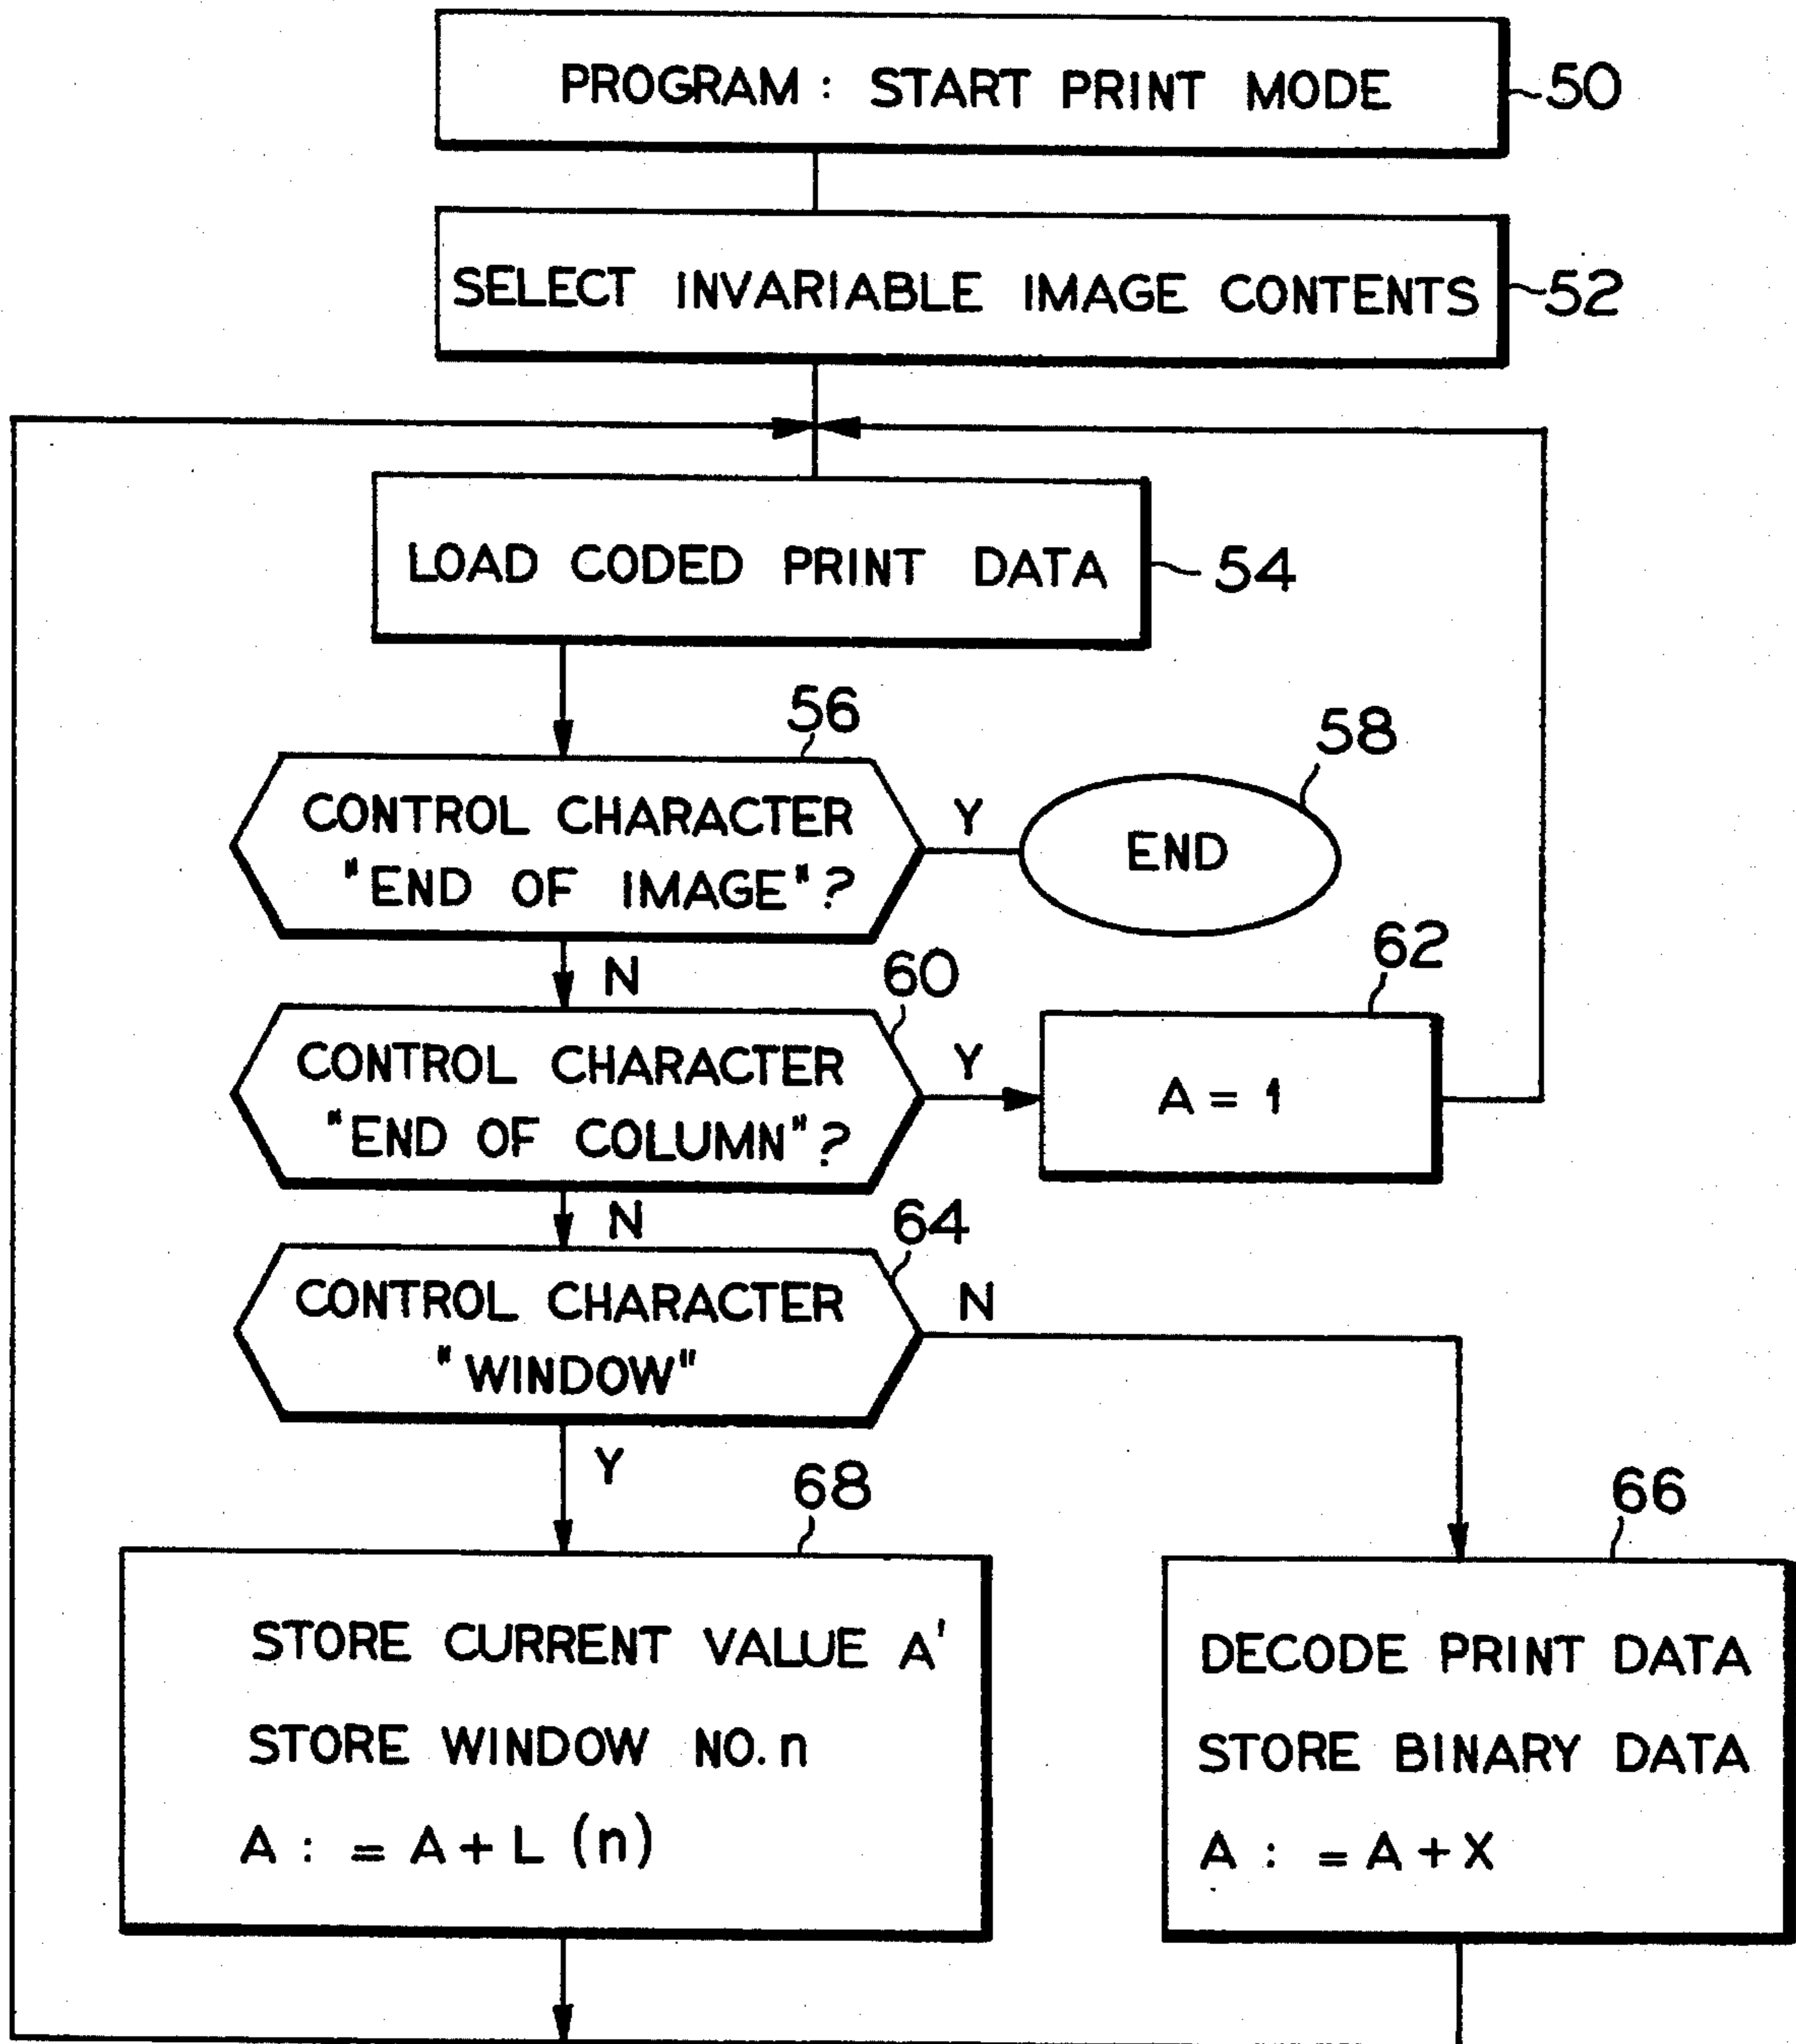 PROGRAM : START PRINT MODE
50
SELECT INVARIABLE IMAGE CONTENTS
52
LOAD CODED PRINT DATA
54
56
CONTROL CHARACTER
"END OF IMAGE"?
Y
58
END
N
60
CONTROL CHARACTER
"END OF COLUMN"?
Y
62
A = 1
N
64
CONTROL CHARACTER
"WINDOW"
N
Y
68
STORE CURRENT VALUE A'
STORE WINDOW NO. n
A : = A + L (n)
66
DECODE PRINT DATA
STORE BINARY DATA
A : = A + X